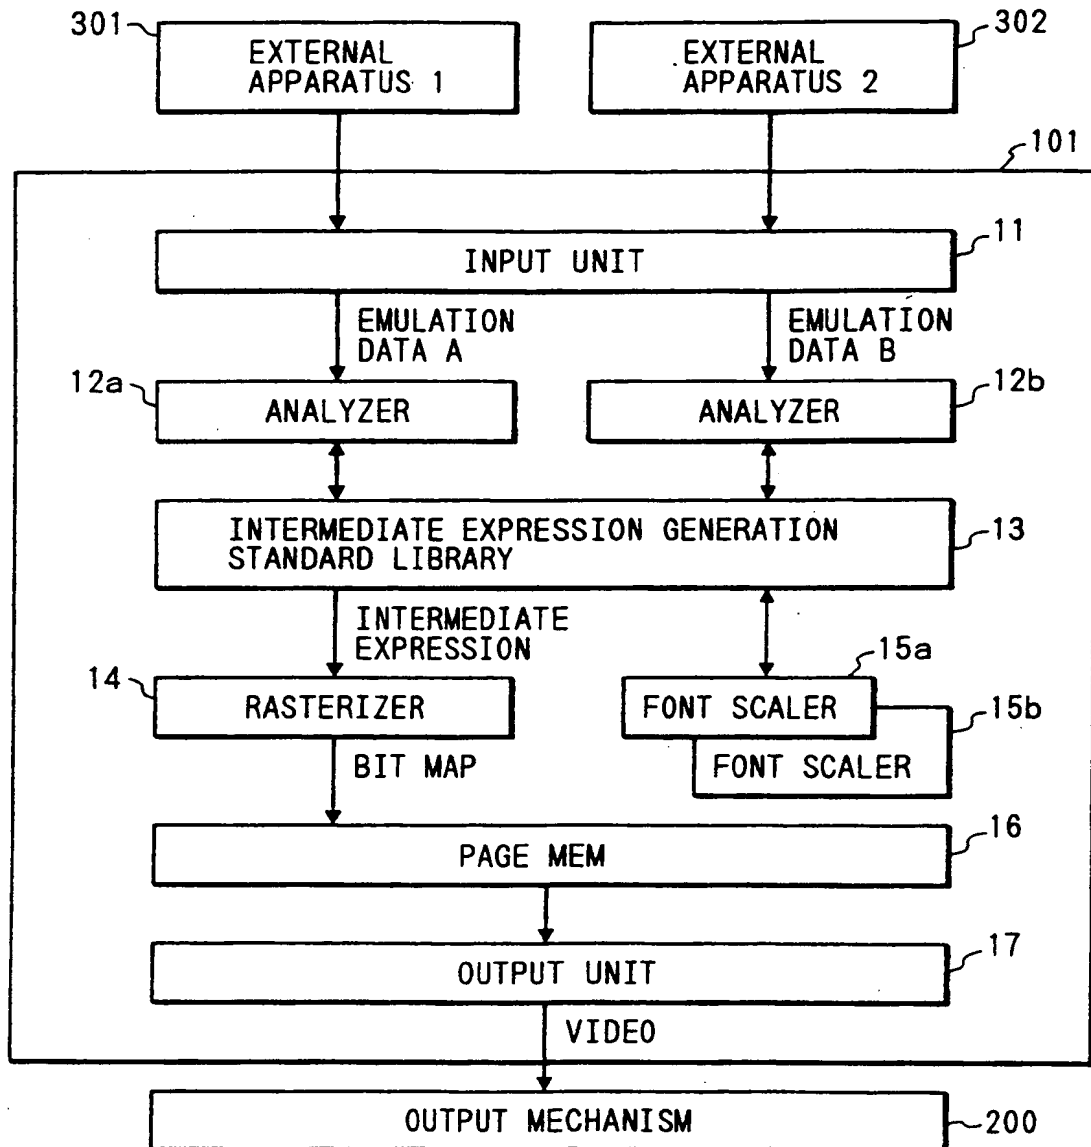 301
EXTERNAL
APPARATUS 1
EXTERNAL
APPARATUS 2
302
101
INPUT UNIT
11
EMULATION
DATA A
EMULATION
DATA B
12a
ANALYZER
ANALYZER
12b
INTERMEDIATE EXPRESSION GENERATION
STANDARD LIBRARY
13
INTERMEDIATE
EXPRESSION
14
RASTERIZER
15a
FONT SCALER
15b
FONT SCALER
BIT MAP
PAGE MEM
16
OUTPUT UNIT
17
VIDEO
OUTPUT MECHANISM
200